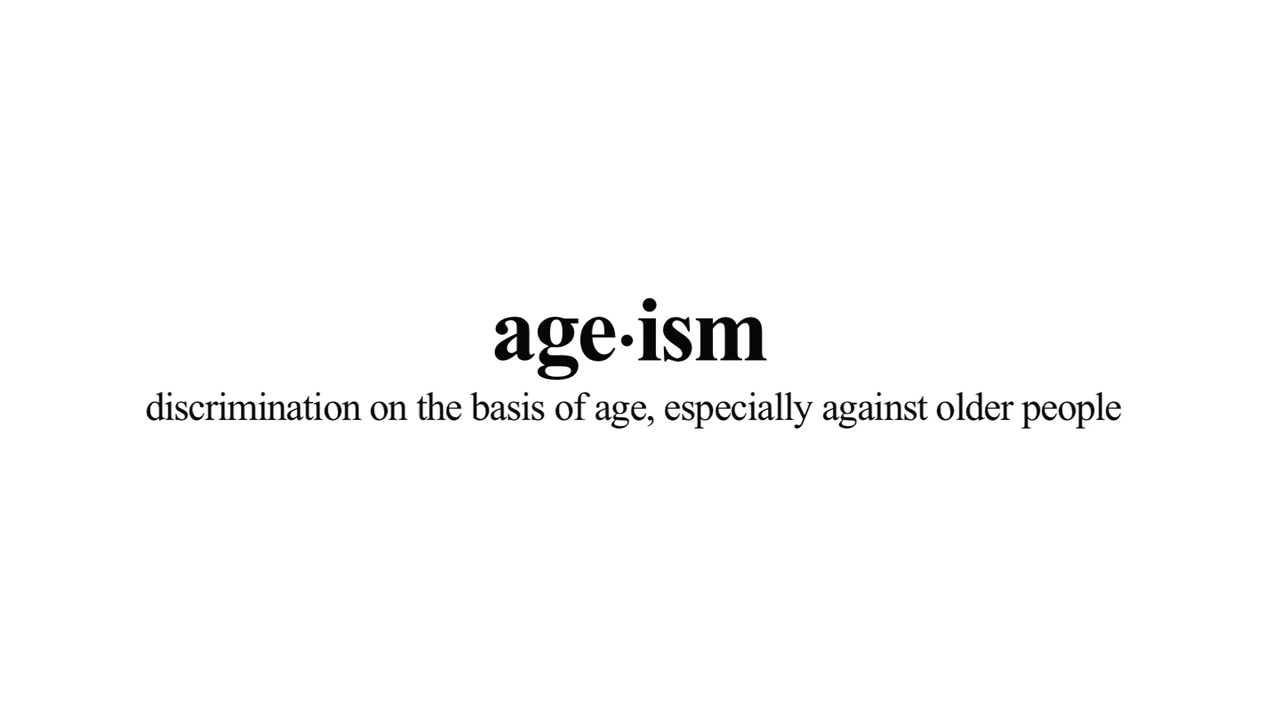 age·ism
discrimination on the basis of age, especially against older people